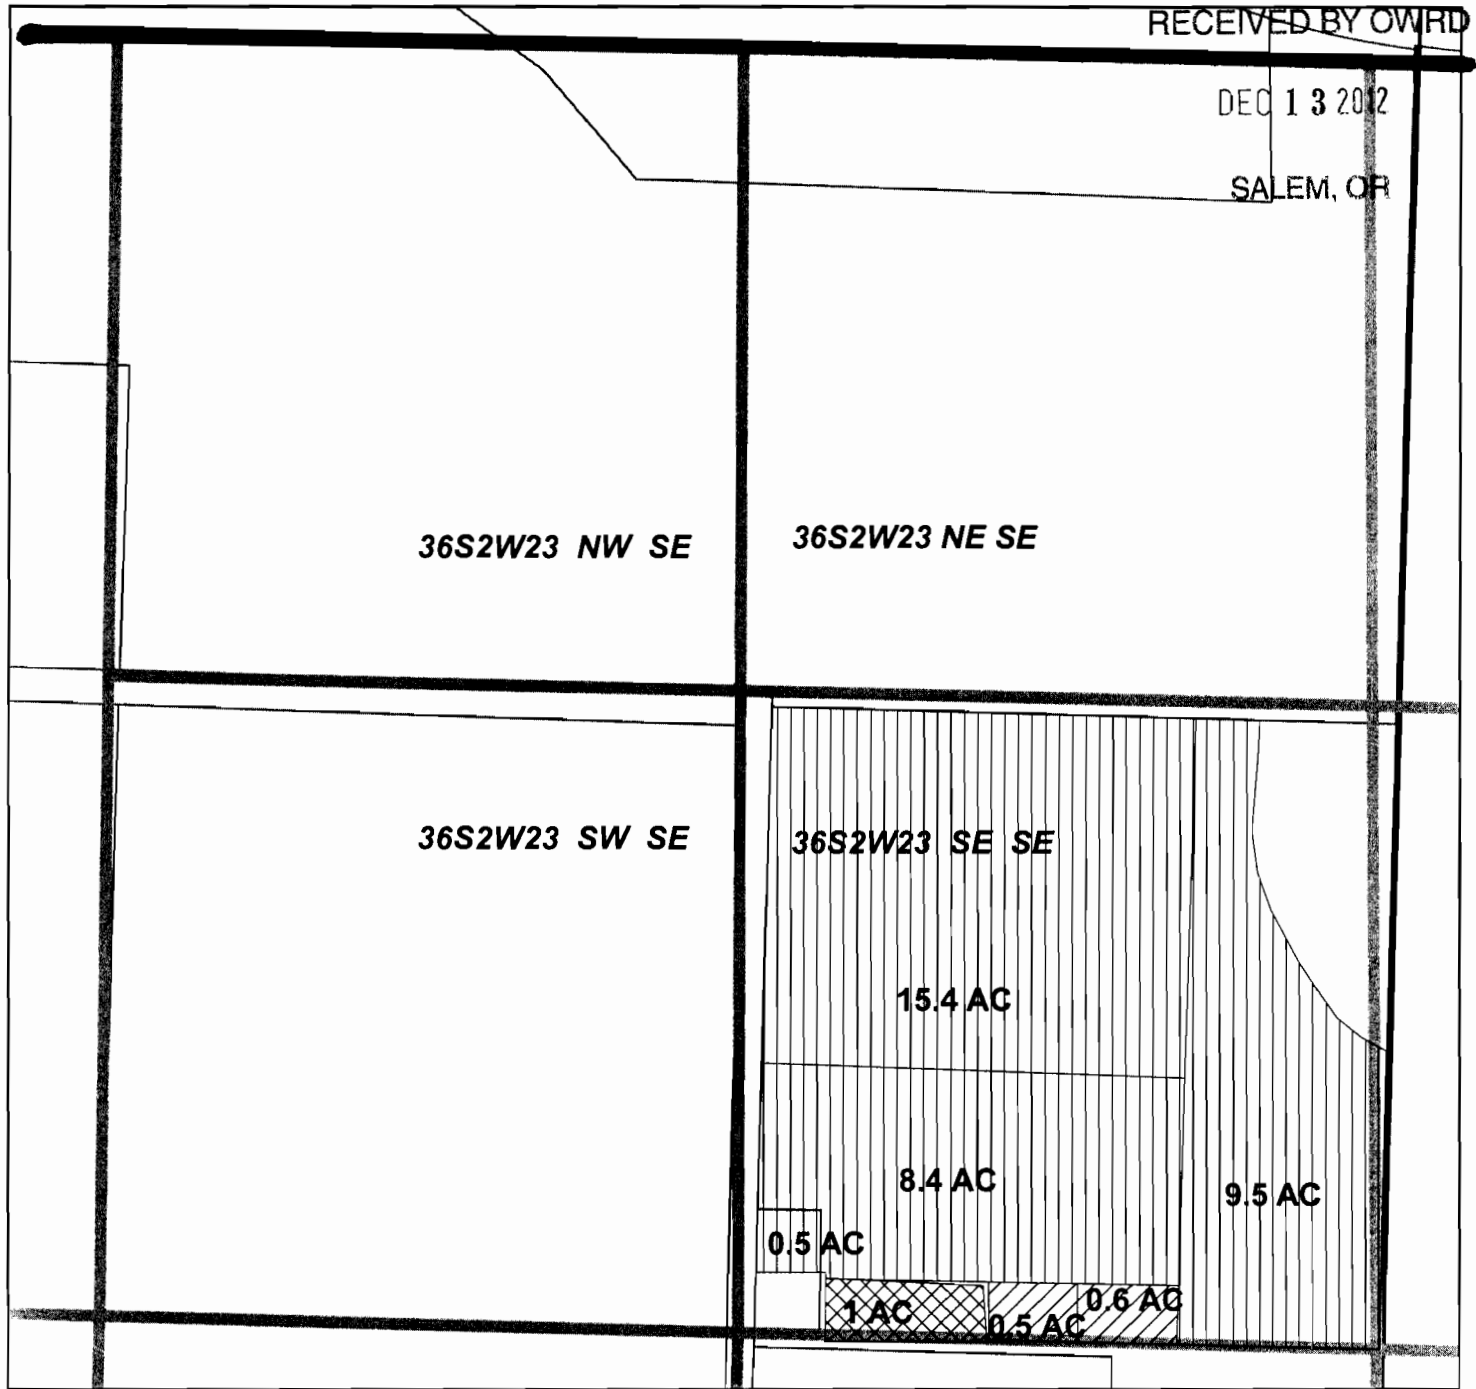 RECEIVED BY OWRD
DEC 13 2012
SALEM, OR
36S2W23 NW SE
36S2W23 NE SE
36S2W23 SW SE
36S2W23 SE SE
15.4 AC
8.4 AC
9.5 AC
0.5 AC
1 AC
0.5 AC
0.6 AC